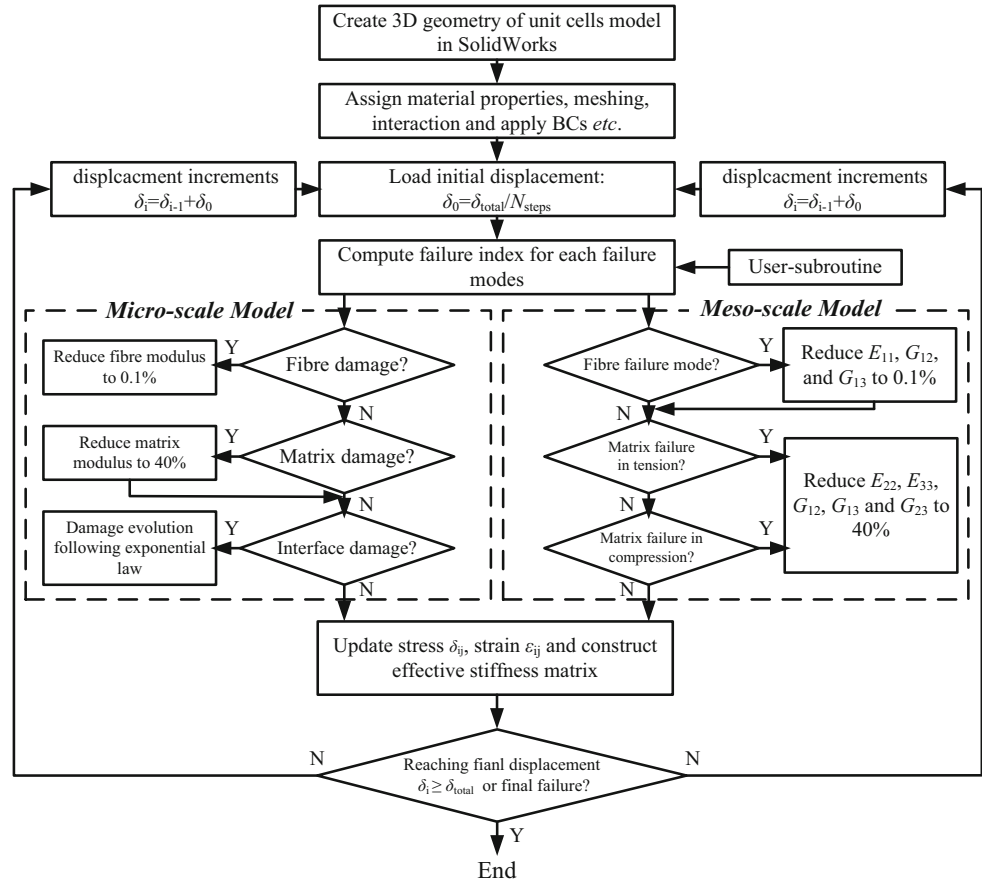 Create 3D geometry of unit cells model
in SolidWorks
Assign material properties, meshing,
interaction and apply BCs etc.
displcacment increments
δi=δi-1+δ0
Load initial displacement:
δ0=δtotal/Nsteps
displcacment increments
δi=δi-1+δ0
Compute failure index for each failure
modes
User-subroutine
Micro-scale Model
Meso-scale Model
Reduce fibre modulus
to 0.1%
Y
Fibre damage?
N
Reduce matrix
modulus to 40%
Y
Matrix damage?
N
Damage evolution
following exponential
law
Y
Interface damage?
N
Fibre failure mode?
Y
Reduce E11, G12,
and G13 to 0.1%
N
Matrix failure
in tension?
Y
Reduce E22, E33,
G12, G13 and G23 to
40%
N
Matrix failure in
compression?
Y
N
Update stress δij, strain εij and construct
effective stiffness matrix
N
Reaching fianl displacement
δi ≥ δtotal or final failure?
N
Y
End